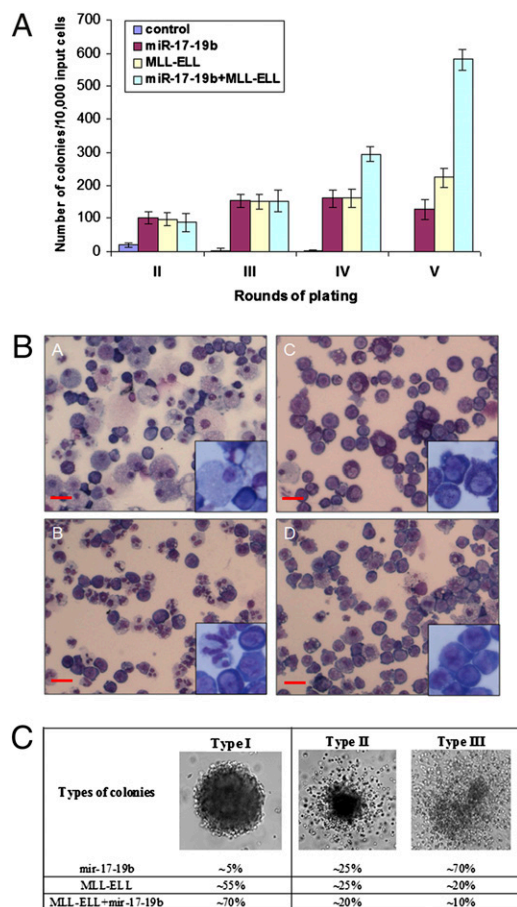 A
control
miR-17-19b
MLL-ELL
miR-17-19b+MLL-ELL
Number of colonies/10,000 input cells
700
600
500
400
300
200
100
0
II III IV V
Rounds of plating
B
A
C
B
D
C
Types of colonies Type I Type II Type III
mir-17-19b ~5% ~25% ~70%
MLL-ELL ~55% ~25% ~20%
MLL-ELL+mir-17-19b ~70% ~20% ~10%